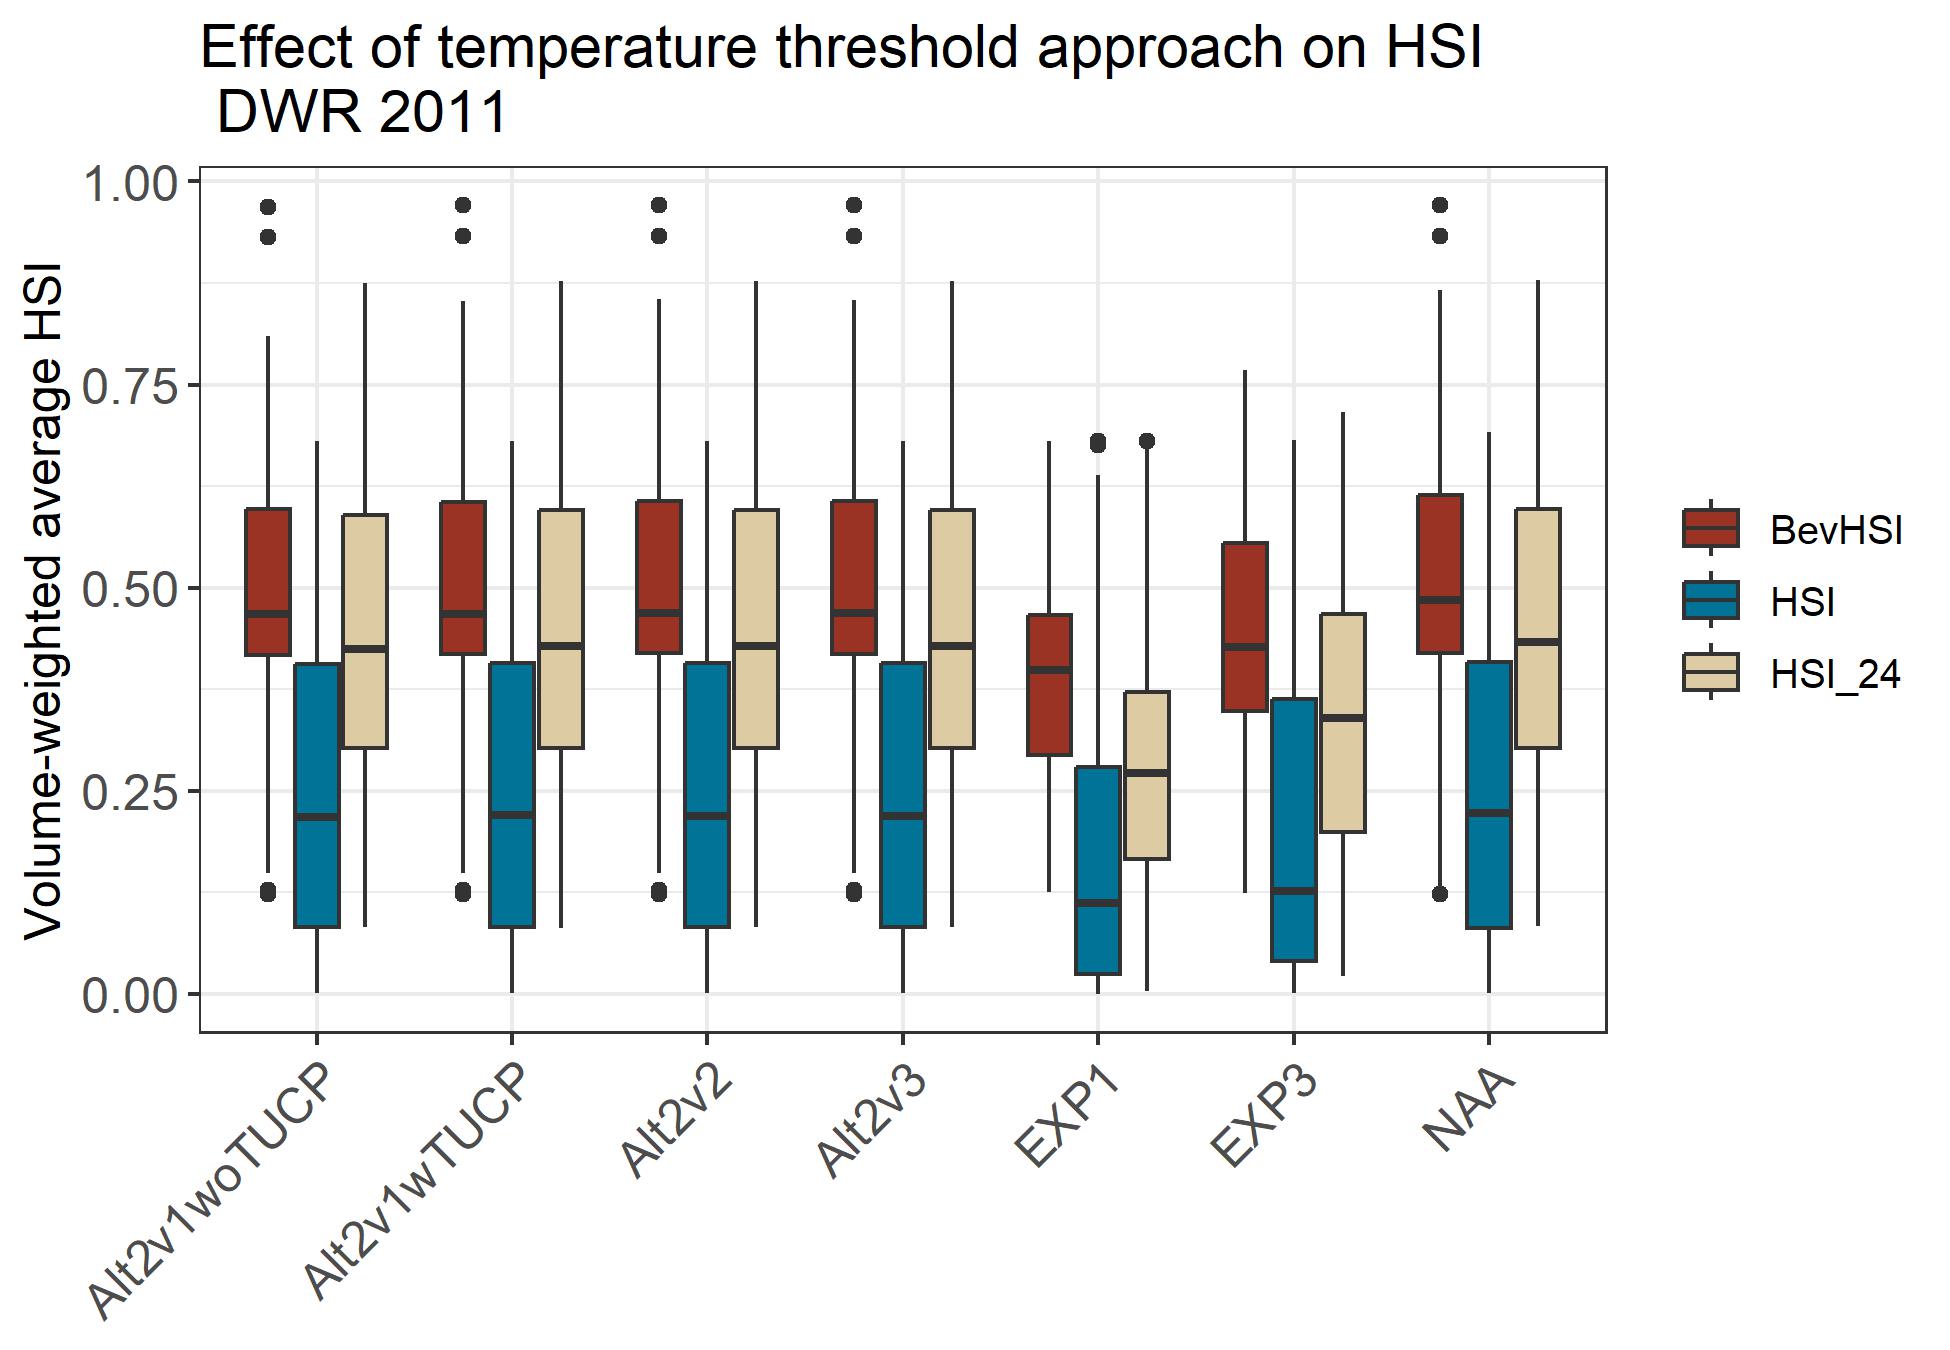 Effect of temperature threshold approach on HSI
DWR 2011
Volume-weighted average HSI
1.00
0.75
0.50
0.25
0.00
Alt2v1woTUCP
Alt2v1wTUCP
Alt2v2
Alt2v3
EXP1
EXP3
NAA
BevHSI
HSI
HSI_24